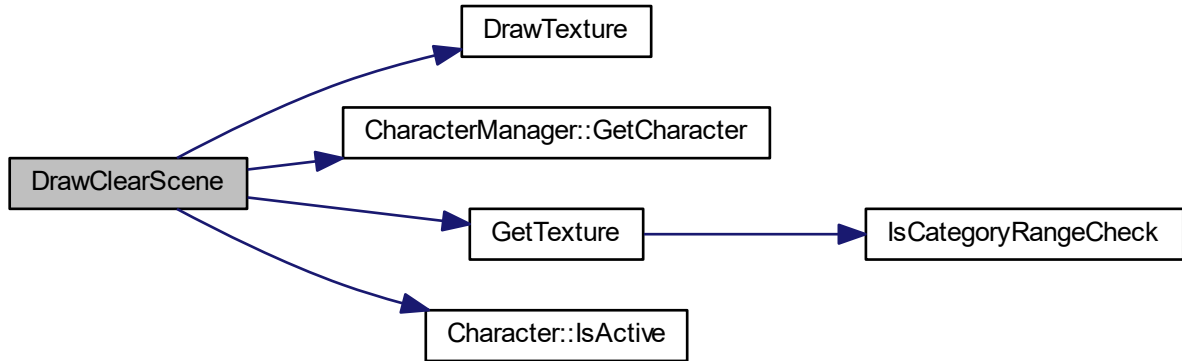 DrawTexture
CharacterManager::GetCharacter
DrawClearScene
GetTexture
IsCategoryRangeCheck
Character::IsActive